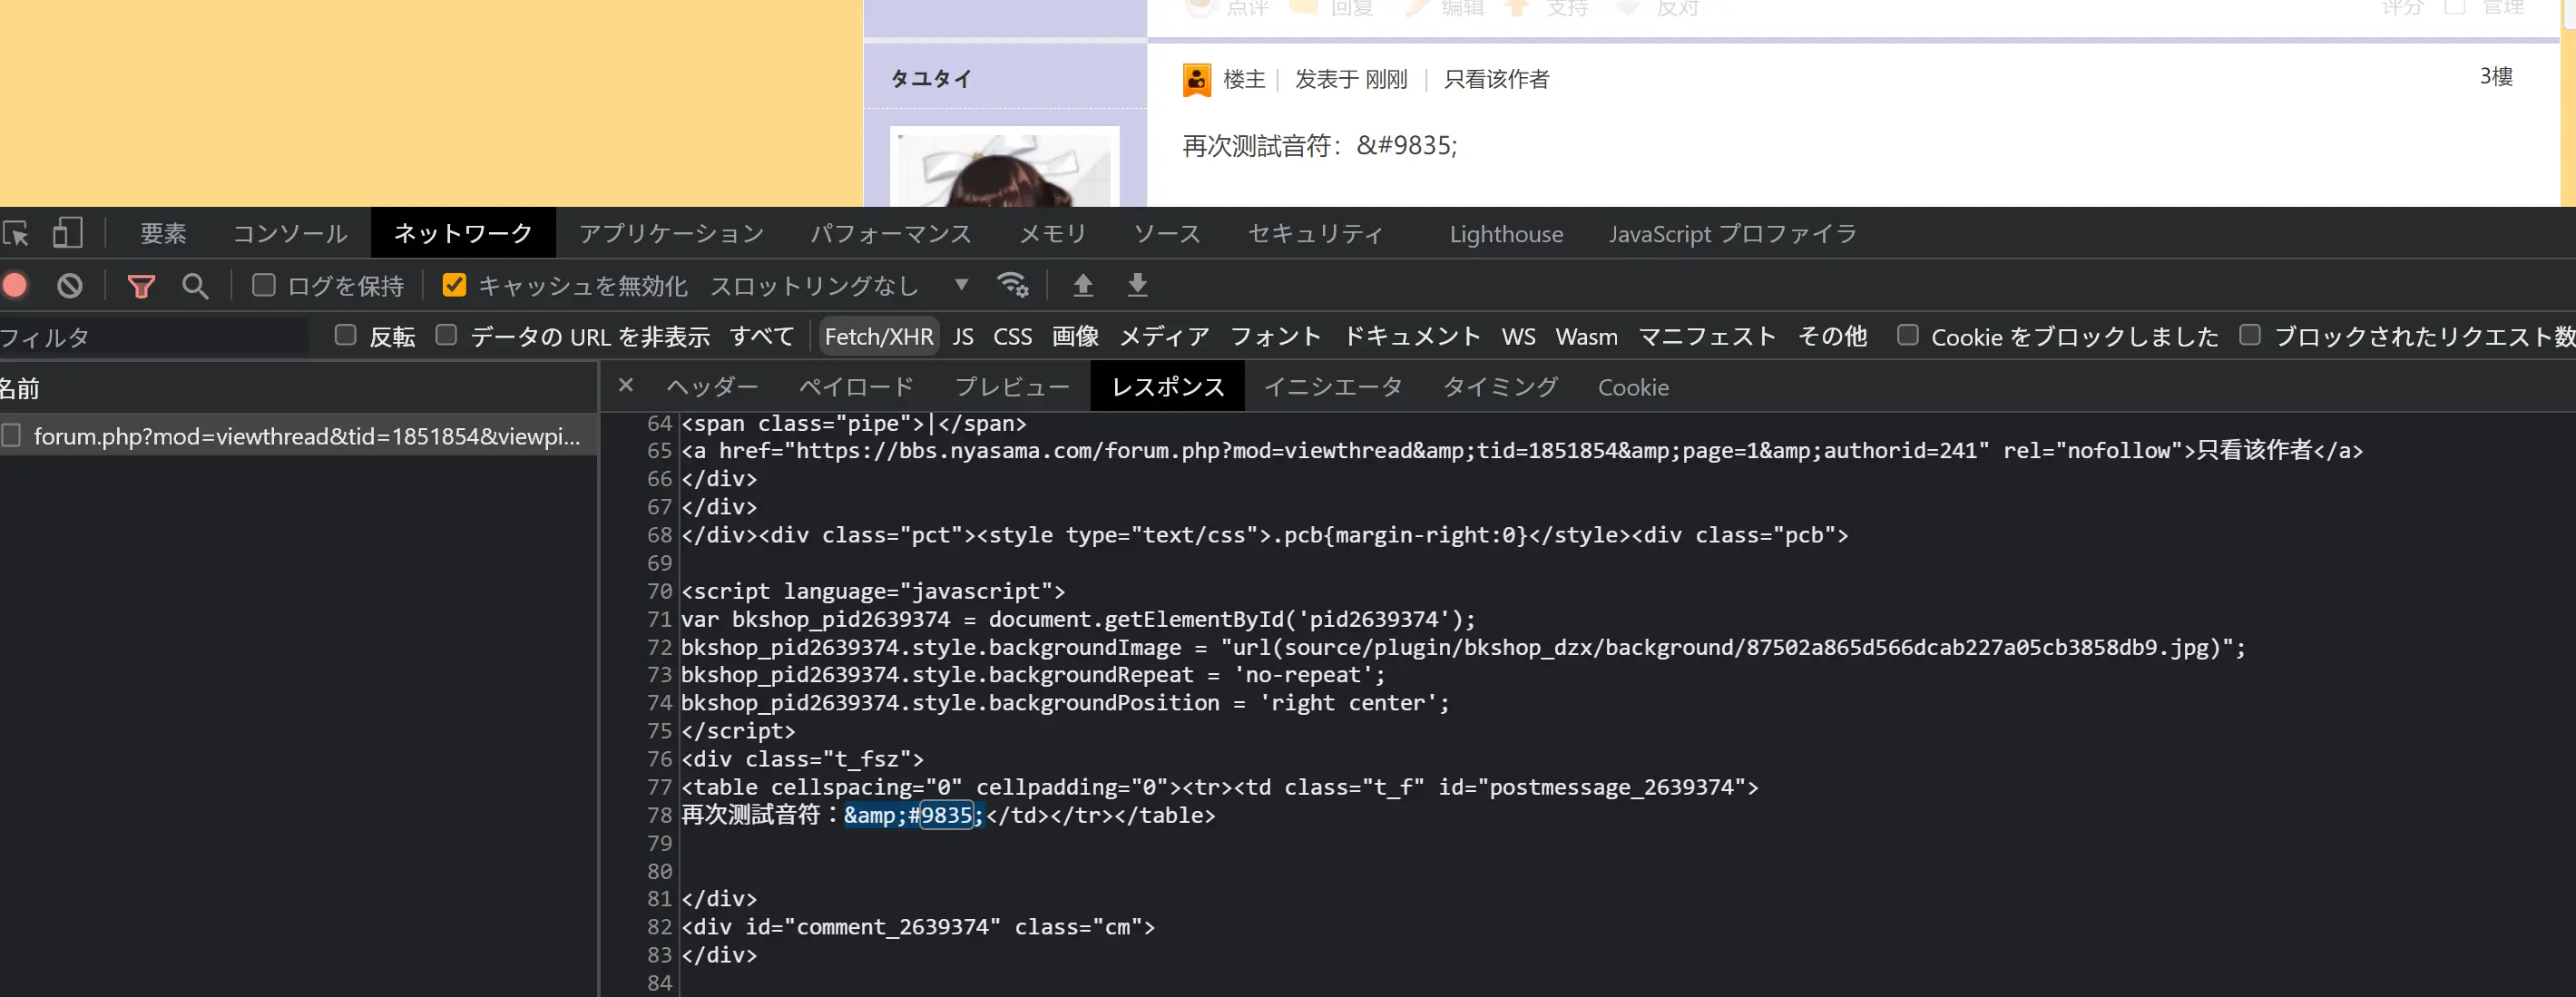 点评 回复 编辑 支持 反对 评分 管理
タユタイ
楼主 | 发表于 刚刚 | 只看该作者 3樓
再次测試音符：&#9835;
要素 コンソール ネットワーク アプリケーション パフォーマンス メモリ ソース セキュリティ Lighthouse JavaScript プロファイラ
ログを保持 キャッシュを無効化 スロットリングなし
フィルタ 反転 データの URL を非表示 すべて Fetch/XHR JS CSS 画像 メディア フォント ドキュメント WS Wasm マニフェスト その他 Cookie をブロックしました ブロックされたリクエスト数
名前 × ヘッダー ペイロード プレビュー レスポンス イニシエータ タイミング Cookie
forum.php?mod=viewthread&tid=1851854&viewpi...
64 <span class="pipe">|</span>
65 <a href="https://bbs.nyasama.com/forum.php?mod=viewthread&amp;tid=1851854&amp;page=1&amp;authorid=241" rel="nofollow">只看该作者</a>
66 </div>
67 </div>
68 </div><div class="pct"><style type="text/css">.pcb{margin-right:0}</style><div class="pcb">
69
70 <script language="javascript">
71 var bkshop_pid2639374 = document.getElementById('pid2639374');
72 bkshop_pid2639374.style.backgroundImage = "url(source/plugin/bkshop_dzx/background/87502a865d566dcab227a05cb3858db9.jpg)";
73 bkshop_pid2639374.style.backgroundRepeat = 'no-repeat';
74 bkshop_pid2639374.style.backgroundPosition = 'right center';
75 </script>
76 <div class="t_fsz">
77 <table cellspacing="0" cellpadding="0"><tr><td class="t_f" id="postmessage_2639374">
78 再次测試音符：&amp;#9835;</td></tr></table>
79
80
81 </div>
82 <div id="comment_2639374" class="cm">
83 </div>
84